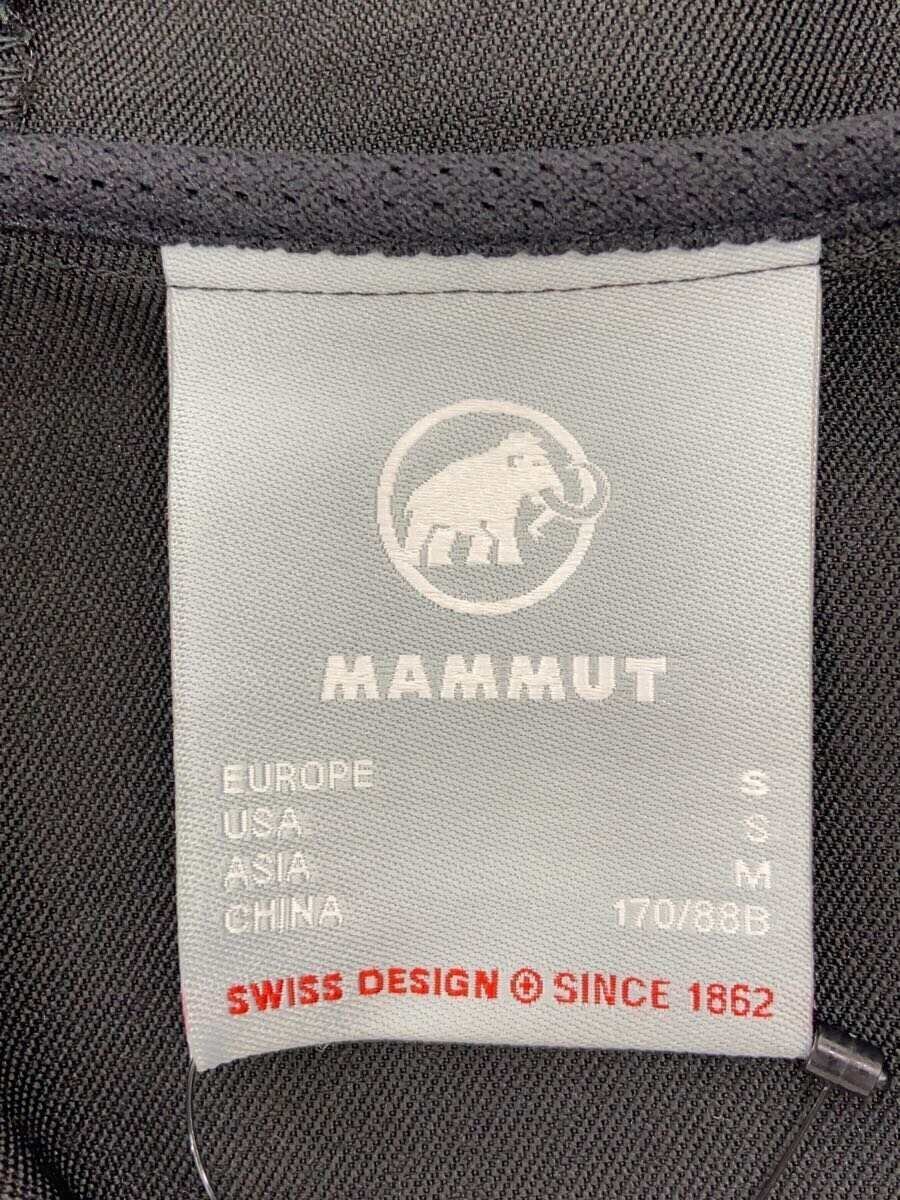 MAMMUT
EUROPE S
USA S
ASIA M
CHINA 170/88B
SWISS DESIGN SINCE 1862